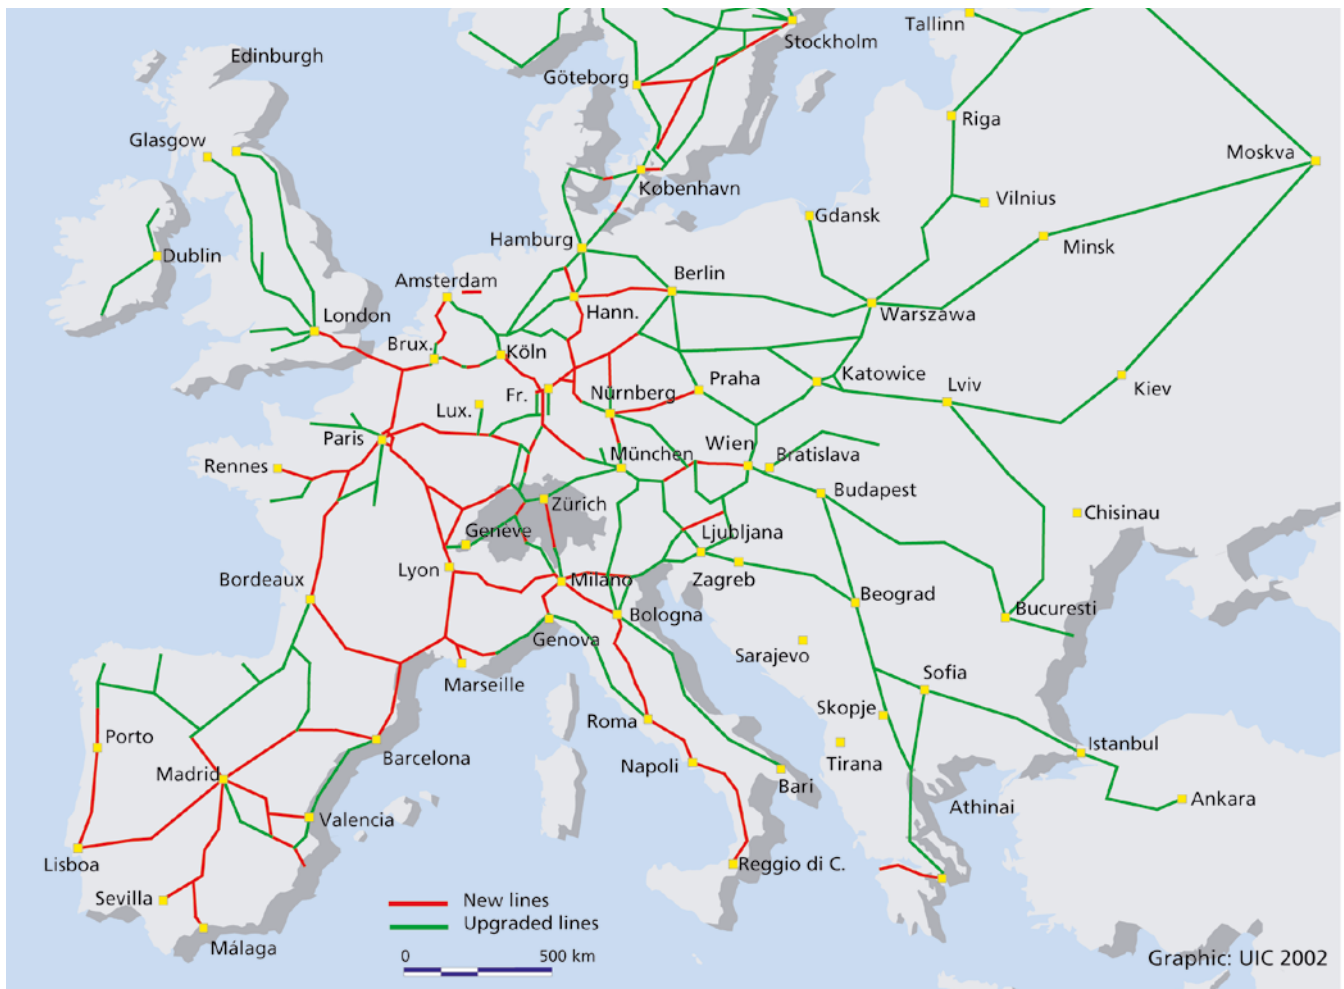 Tallinn
Stockholm
Edinburgh
Göteborg
Riga
Glasgow
Moskva
København
Vilnius
Gdansk
Hamburg
Minsk
Dublin
Berlin
Amsterdam
Hann.
London
Warszawa
Brux.
Köln
Praha
Katowice
Lviv
Kiev
Fr.
Nürnberg
Lux.
Paris
Wien
München
Bratislava
Rennes
Budapest
Zürich
Chisinau
Genève
Ljubljana
Lyon
Milano
Zagreb
Bordeaux
Beograd
Bucuresti
Bologna
Genova
Sarajevo
Sofia
Marseille
Skopje
Roma
Porto
Istanbul
Barcelona
Napoli
Tirana
Madrid
Bari
Ankara
Athinai
Valencia
Lisboa
Reggio di C.
Sevilla
New lines
Upgraded lines
Málaga
0 500 km
Graphic: UIC 2002